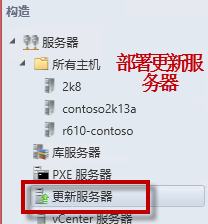 构造
服务器
所有主机
部署更新服
务器
2k8
contoso2k13a
r610-contoso
库服务器
PXE 服务器
更新服务器
vCenter 服务器